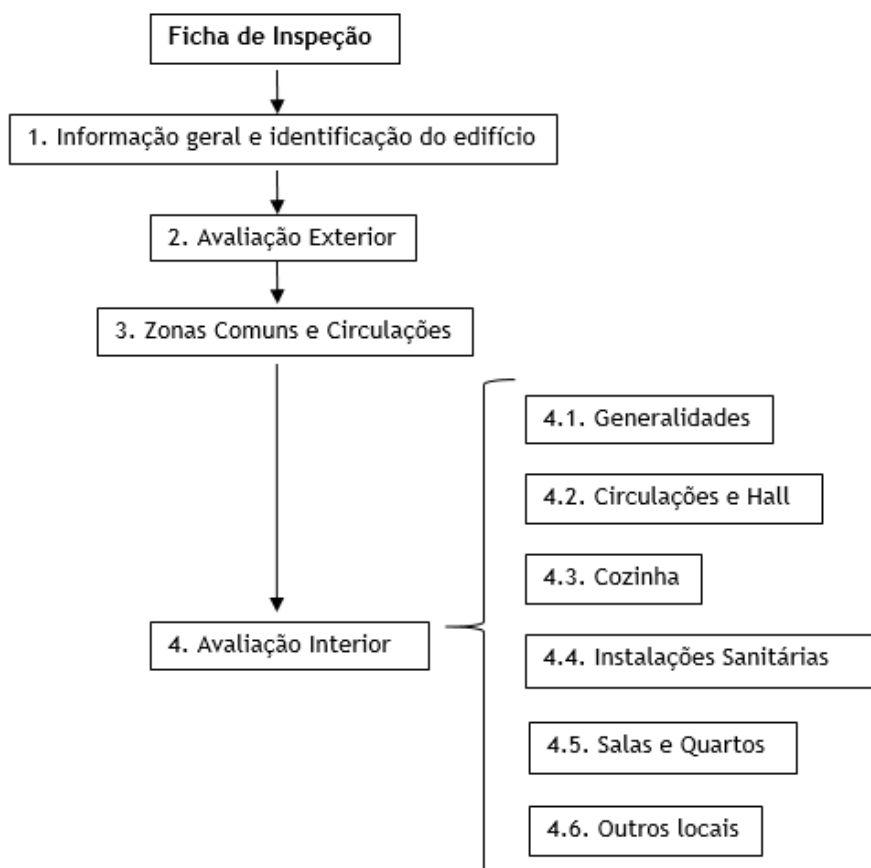 Ficha de Inspeção
1. Informação geral e identificação do edifício
2. Avaliação Exterior
3. Zonas Comuns e Circulações
4. Avaliação Interior
4.1. Generalidades
4.2. Circulações e Hall
4.3. Cozinha
4.4. Instalações Sanitárias
4.5. Salas e Quartos
4.6. Outros locais